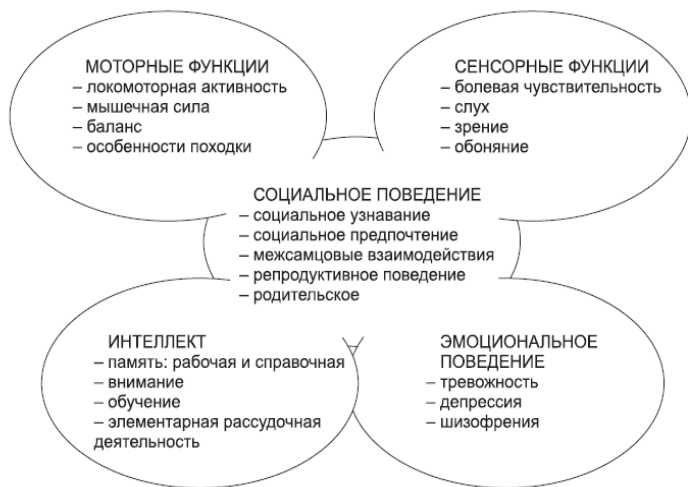 МОТОРНЫЕ ФУНКЦИИ
– локомоторная активность
– мышечная сила
– баланс
– особенности походки
СЕНСОРНЫЕ ФУНКЦИИ
– болевая чувствительность
– слух
– зрение
– обоняние
СОЦИАЛЬНОЕ ПОВЕДЕНИЕ
– социальное узнавание
– социальное предпочтение
– межсамцовые взаимодействия
– репродуктивное поведение
– родительское
ИНТЕЛЛЕКТ
– память: рабочая и справочная
– внимание
– обучение
– элементарная рассудочная
деятельность
ЭМОЦИОНАЛЬНОЕ
ПОВЕДЕНИЕ
– тревожность
– депрессия
– шизофрения